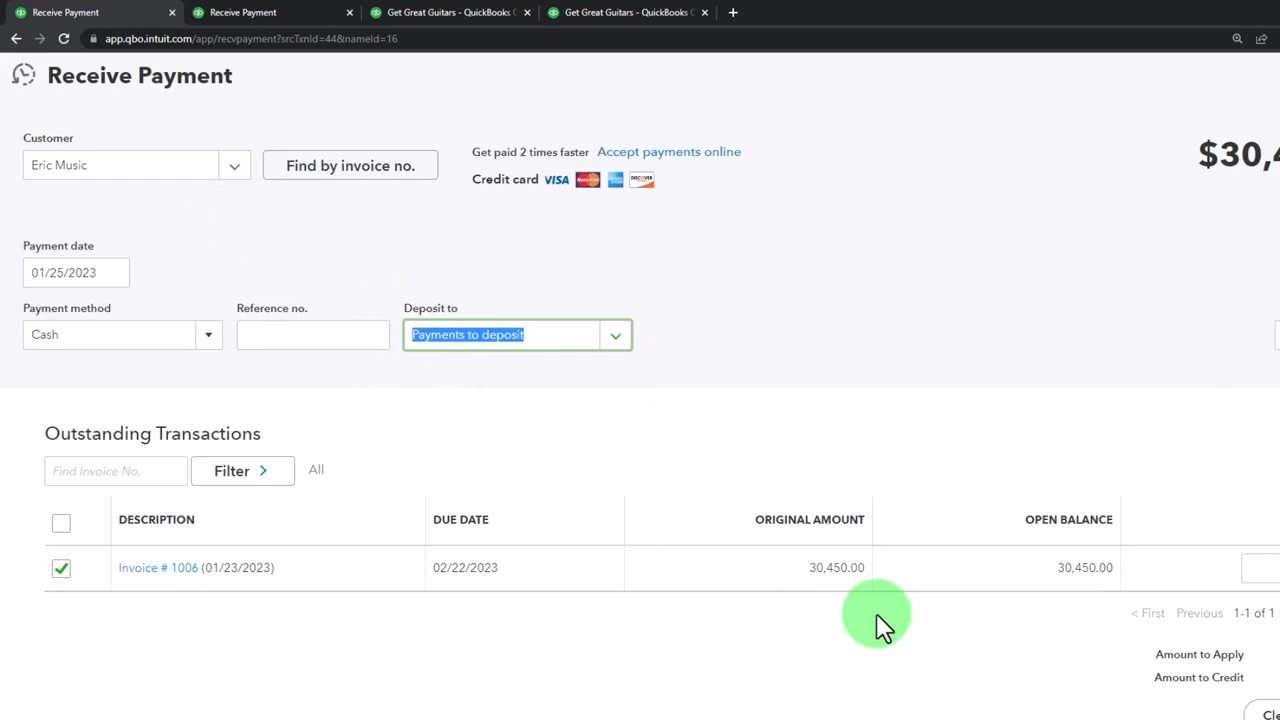 Receive Payment
Receive Payment
Get Great Guitars - QuickBooks
Get Great Guitars - QuickBooks
app.qbo.intuit.com/app/recvpayment?srcTxnId=44&nameId=16
Receive Payment
Customer
Eric Music
Find by invoice no.
Get paid 2 times faster Accept payments online
Credit card VISA MasterCard DISCOVER
$30,4
Payment date
01/25/2023
Payment method Reference no. Deposit to
Cash Payments to deposit
Outstanding Transactions
Find Invoice No. Filter > All
DESCRIPTION DUE DATE ORIGINAL AMOUNT OPEN BALANCE
Invoice # 1006 (01/23/2023) 02/22/2023 30,450.00 30,450.00
< First Previous 1-1 of 1
Amount to Apply
Amount to Credit
Cle